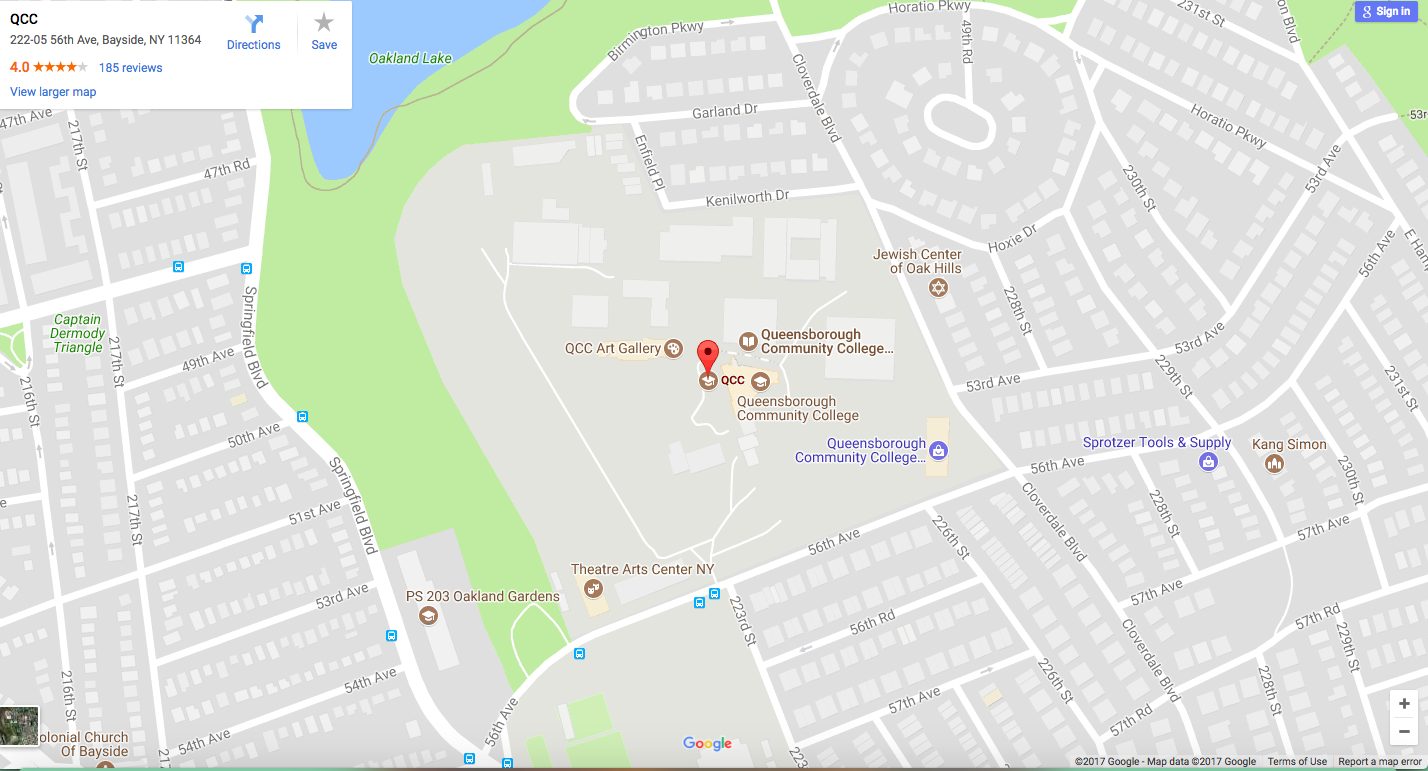 QCC
222-05 56th Ave, Bayside, NY 11364
4.0
185 reviews
View larger map
Directions
Save
Sign in
Oakland Lake
Birmington Pkwy
Horatio Pkwy
231st St
49th Rd
Cloverdale Blvd
Garland Dr
Enfield Pl
Kenilworth Dr
Horatio Pkwy
53rd Ave
230th St
56th Ave
Hoxie Dr
47th Ave
217th St
47th Rd
Jewish Center
of Oak Hills
228th St
Captain
Dermody
Triangle
217th St
Springfield Blvd
49th Ave
216th St
QCC Art Gallery
Queensborough
Community College...
QCC
Queensborough
Community College
53rd Ave
53rd Ave
229th St
231st St
50th Ave
Queensborough
Community College...
Sprotzer Tools & Supply
Kang Simon
56th Ave
230th St
Springfield Blvd
217th St
51st Ave
Cloverdale Blvd
228th St
57th Ave
226th St
56th Ave
Theatre Arts Center NY
PS 203 Oakland Gardens
53rd Ave
223rd St
56th Rd
57th Ave
57th Rd
229th St
Cloverdale Blvd
226th St
228th St
54th Ave
216th St
57th Ave
57th Rd
56th Ave
54th Ave
olonial Church
Of Bayside
Google
223
+
−
©2017 Google - Map data ©2017 Google
Terms of Use
Report a map error